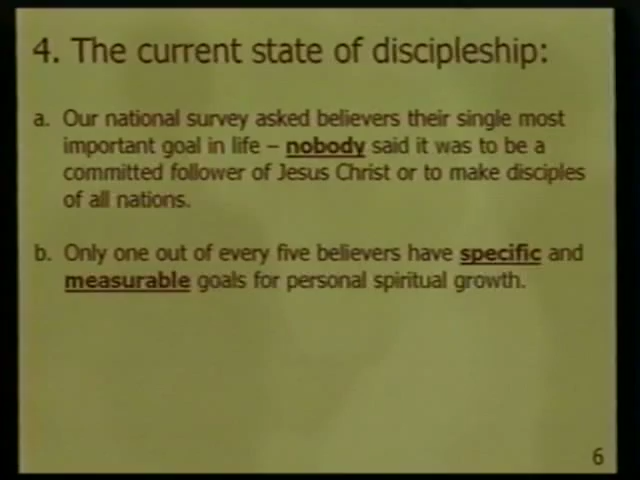 4. The current state of discipleship:
a. Our national survey asked believers their single most
important goal in life – nobody said it was to be a
committed follower of Jesus Christ or to make disciples
of all nations.
b. Only one out of every five believers have specific and
measurable goals for personal spiritual growth.
6